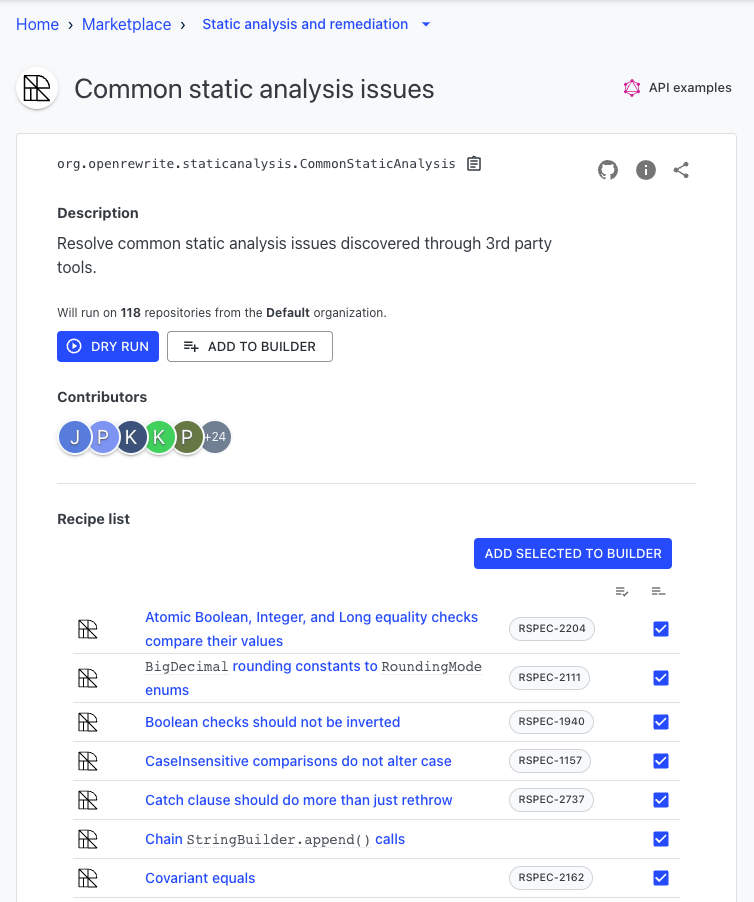 Home › Marketplace › Static analysis and remediation
Common static analysis issues
API examples
org.openrewrite.staticanalysis.CommonStaticAnalysis
Description
Resolve common static analysis issues discovered through 3rd party
tools.
Will run on 118 repositories from the Default organization.
DRY RUN
ADD TO BUILDER
Contributors
J P K K P +24
Recipe list
ADD SELECTED TO BUILDER
Atomic Boolean, Integer, and Long equality checks
compare their values
RSPEC-2204
BigDecimal rounding constants to RoundingMode
enums
RSPEC-2111
Boolean checks should not be inverted
RSPEC-1940
CaseInsensitive comparisons do not alter case
RSPEC-1157
Catch clause should do more than just rethrow
RSPEC-2737
Chain StringBuilder.append() calls
Covariant equals
RSPEC-2162